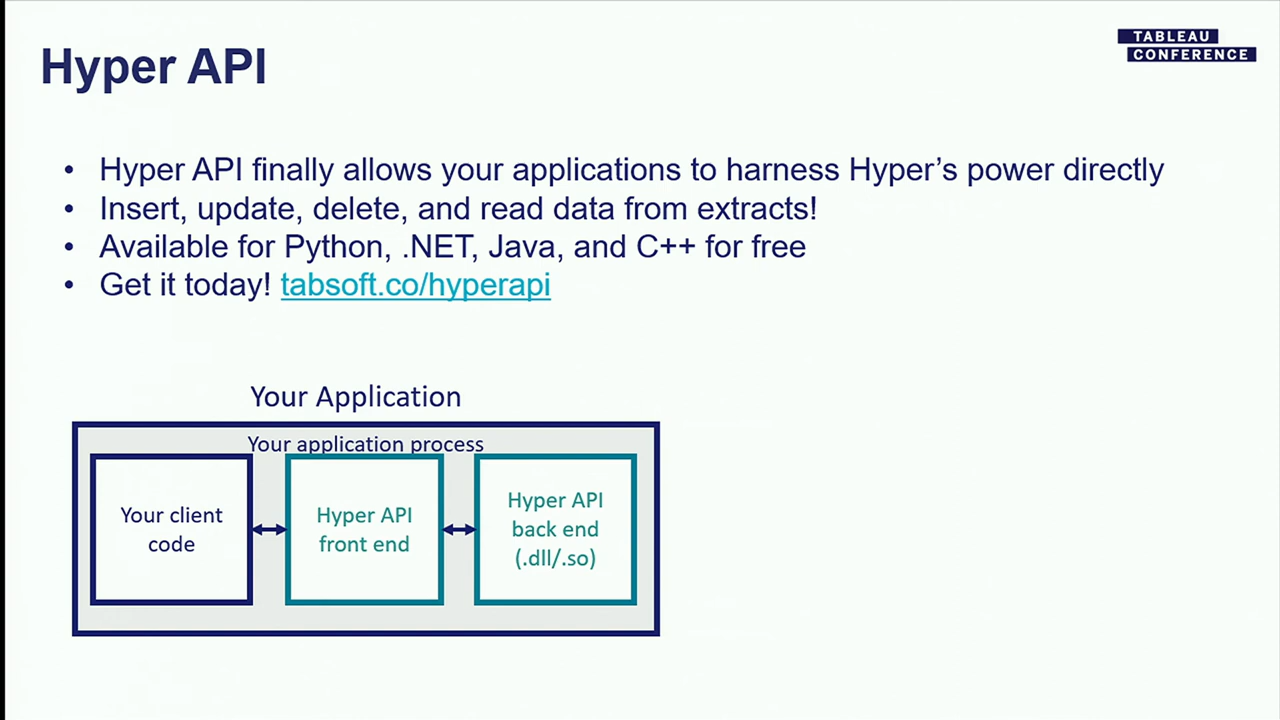 Hyper API
TABLEAU
CONFERENCE
• Hyper API finally allows your applications to harness Hyper’s power directly
• Insert, update, delete, and read data from extracts!
• Available for Python, .NET, Java, and C++ for free
• Get it today! tabsoft.co/hyperapi
Your Application
Your application process
Your client
code
Hyper API
front end
Hyper API
back end
(.dll/.so)